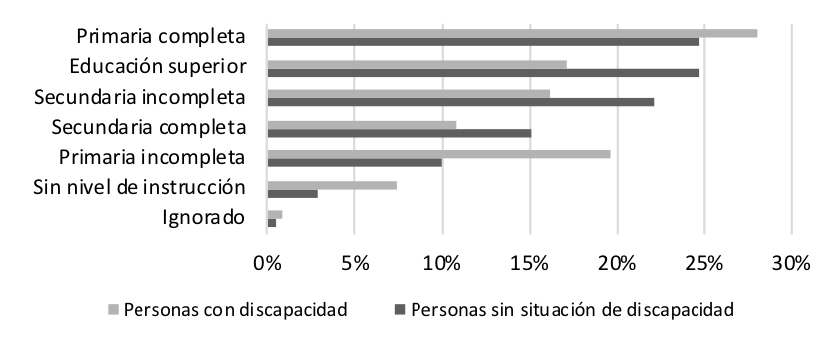 Primaria completa
Educación superior
Secundaria incompleta
Secundaria completa
Primaria incompleta
Sin nivel de instrucción
Ignorado
0% 5% 10% 15% 20% 25% 30%
Personas con discapacidad Personas sin situación de discapacidad